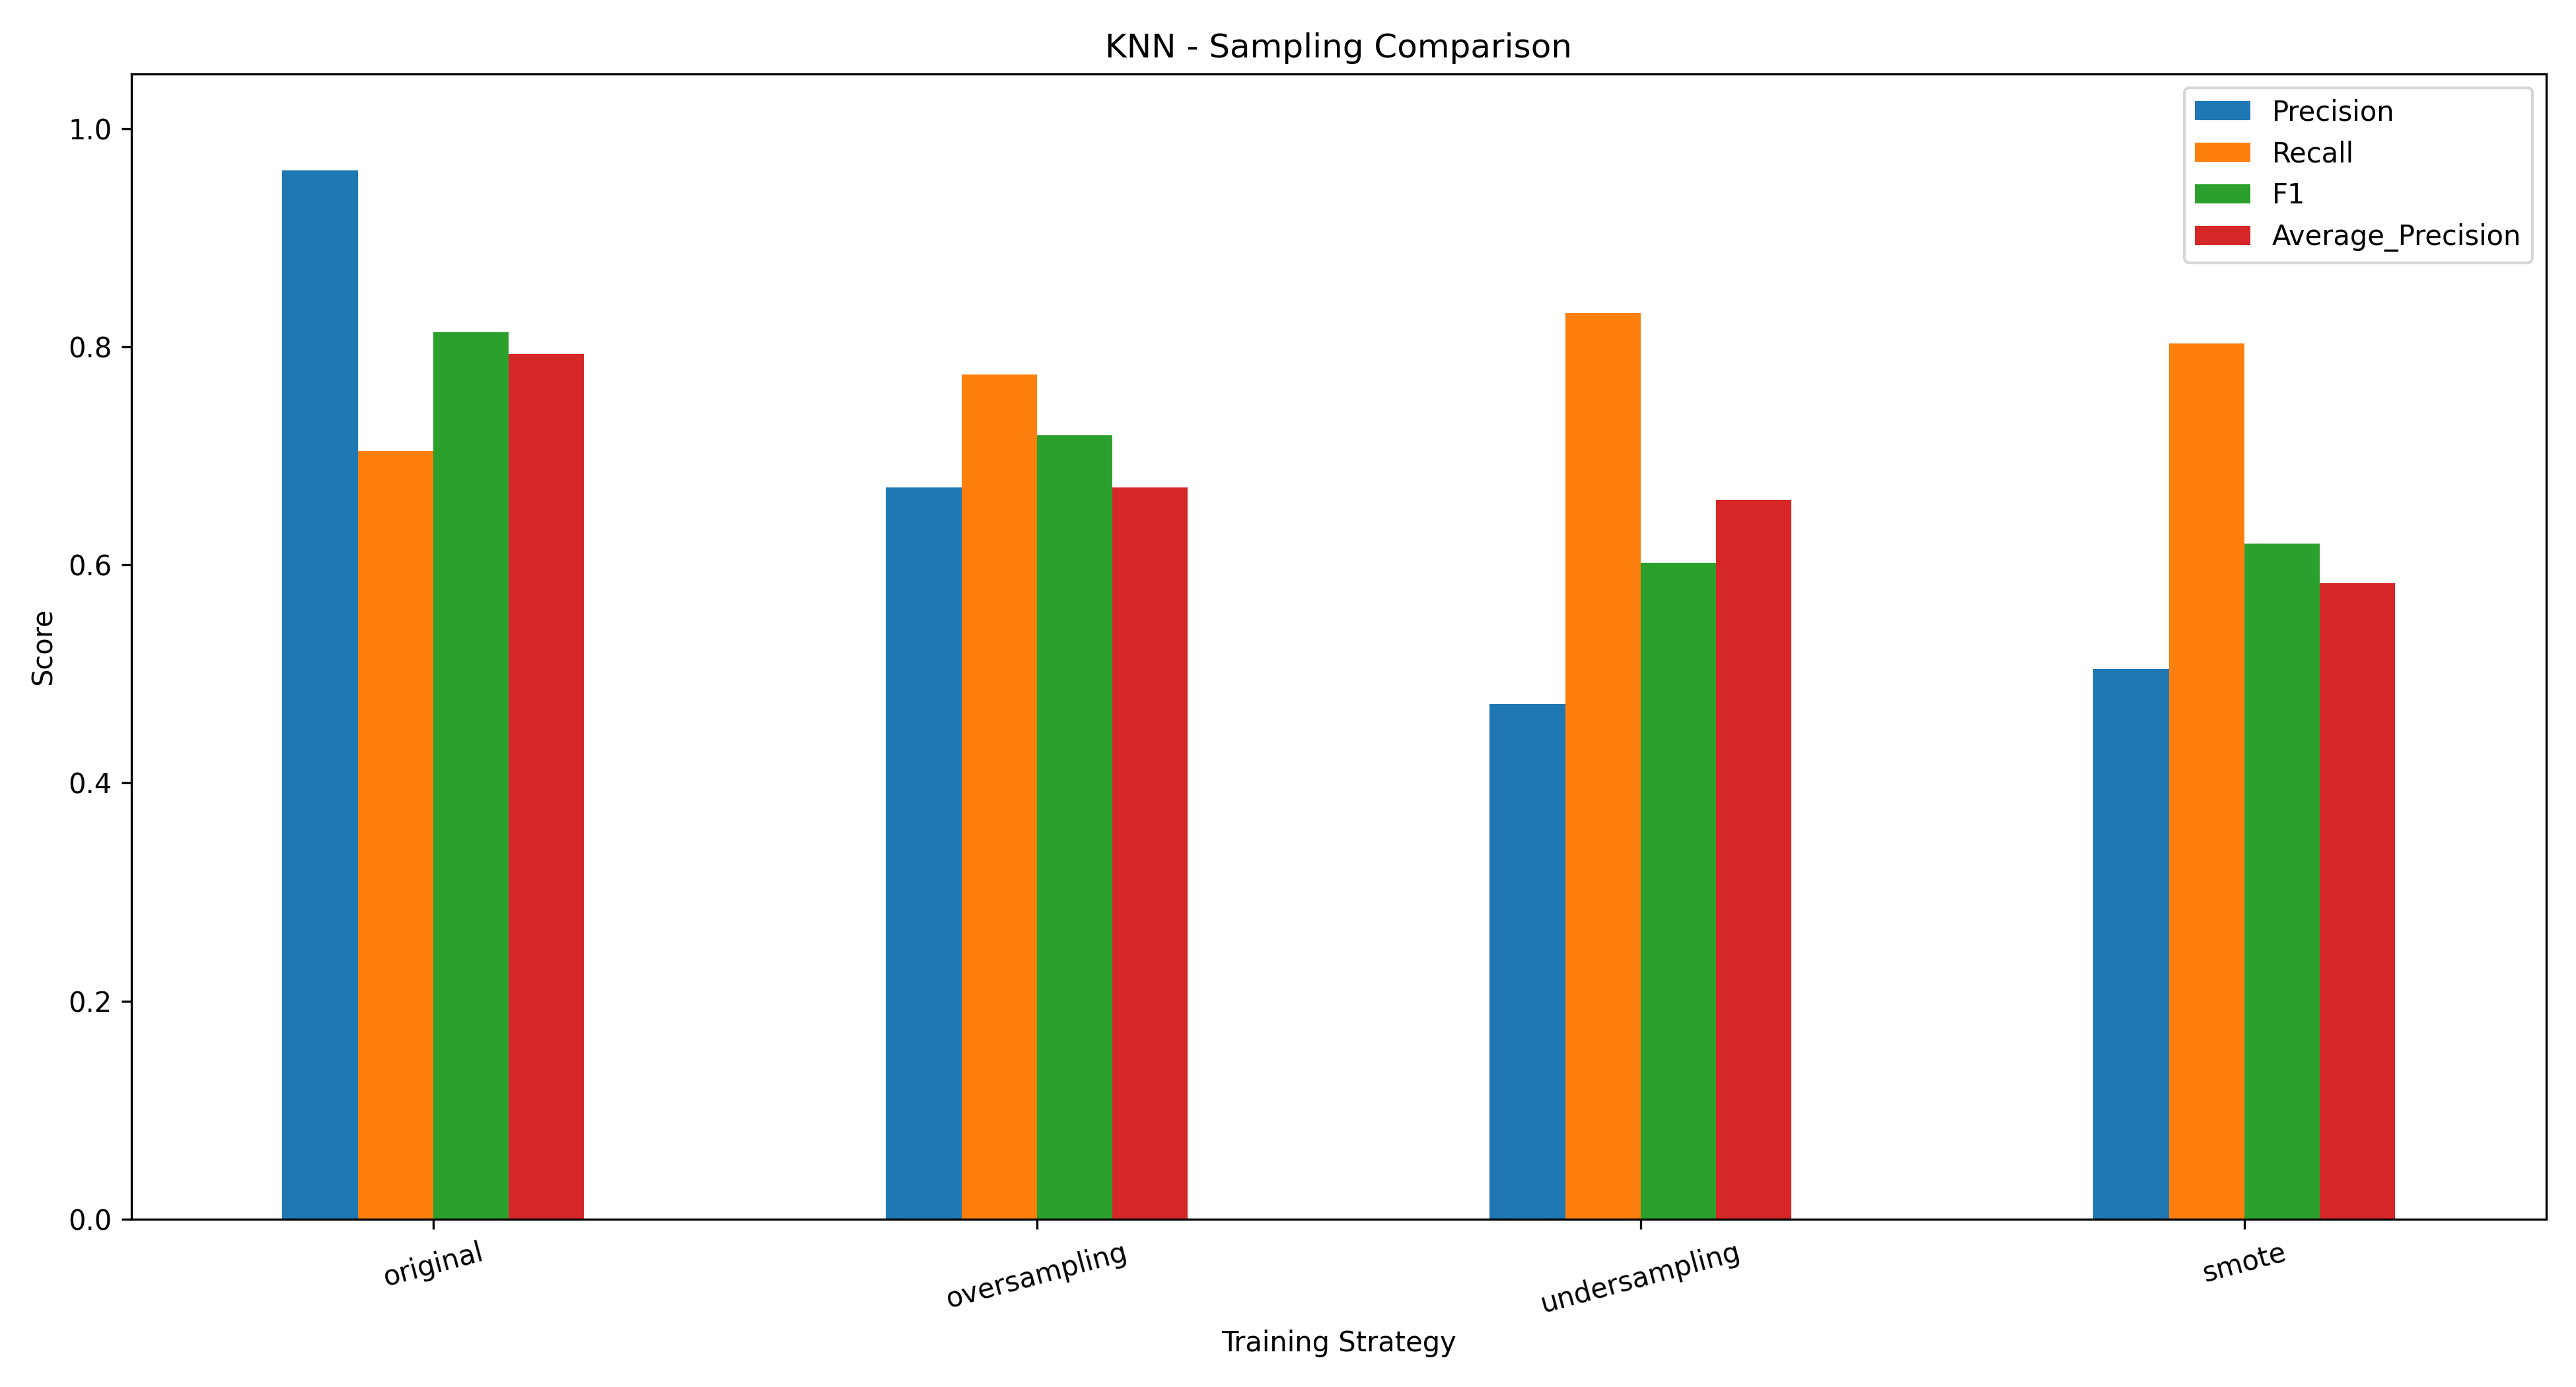 KNN - Sampling Comparison
Precision
Recall
F1
Average_Precision
1.0
0.8
0.6
0.4
0.2
0.0
Score
original
oversampling
undersampling
smote
Training Strategy